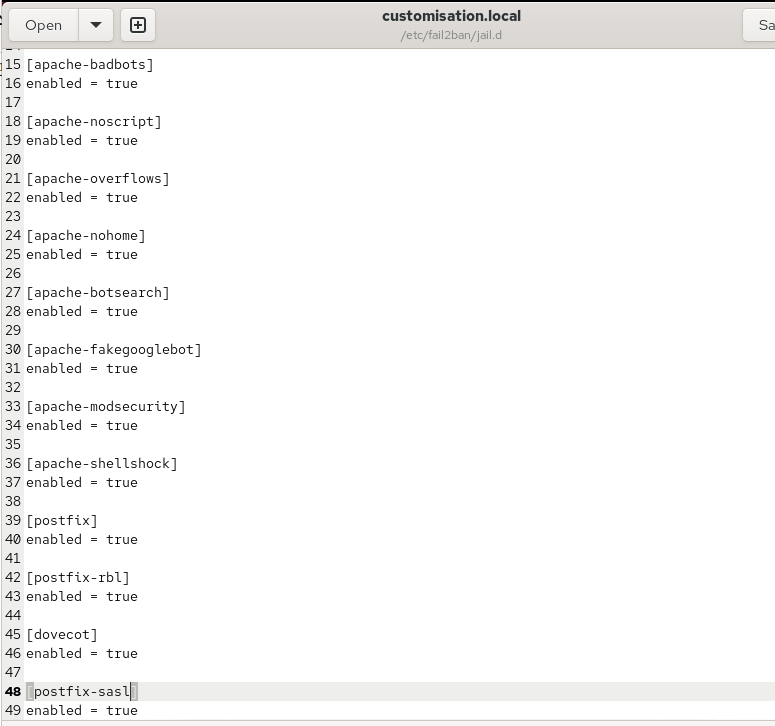 customisation.local
Open
/etc/fail2ban/jail.d
15 [apache-badbots]
16 enabled = true
17
18 [apache-noscript]
19 enabled = true
20
21 [apache-overflows]
22 enabled = true
23
24 [apache-nohome]
25 enabled = true
26
27 [apache-botsearch]
28 enabled = true
29
30 [apache-fakegooglebot]
31 enabled = true
32
33 [apache-modsecurity]
34 enabled = true
35
36 [apache-shellshock]
37 enabled = true
38
39 [postfix]
40 enabled = true
41
42 [postfix-rbl]
43 enabled = true
44
45 [dovecot]
46 enabled = true
47
48 [postfix-sasl]
49 enabled = true